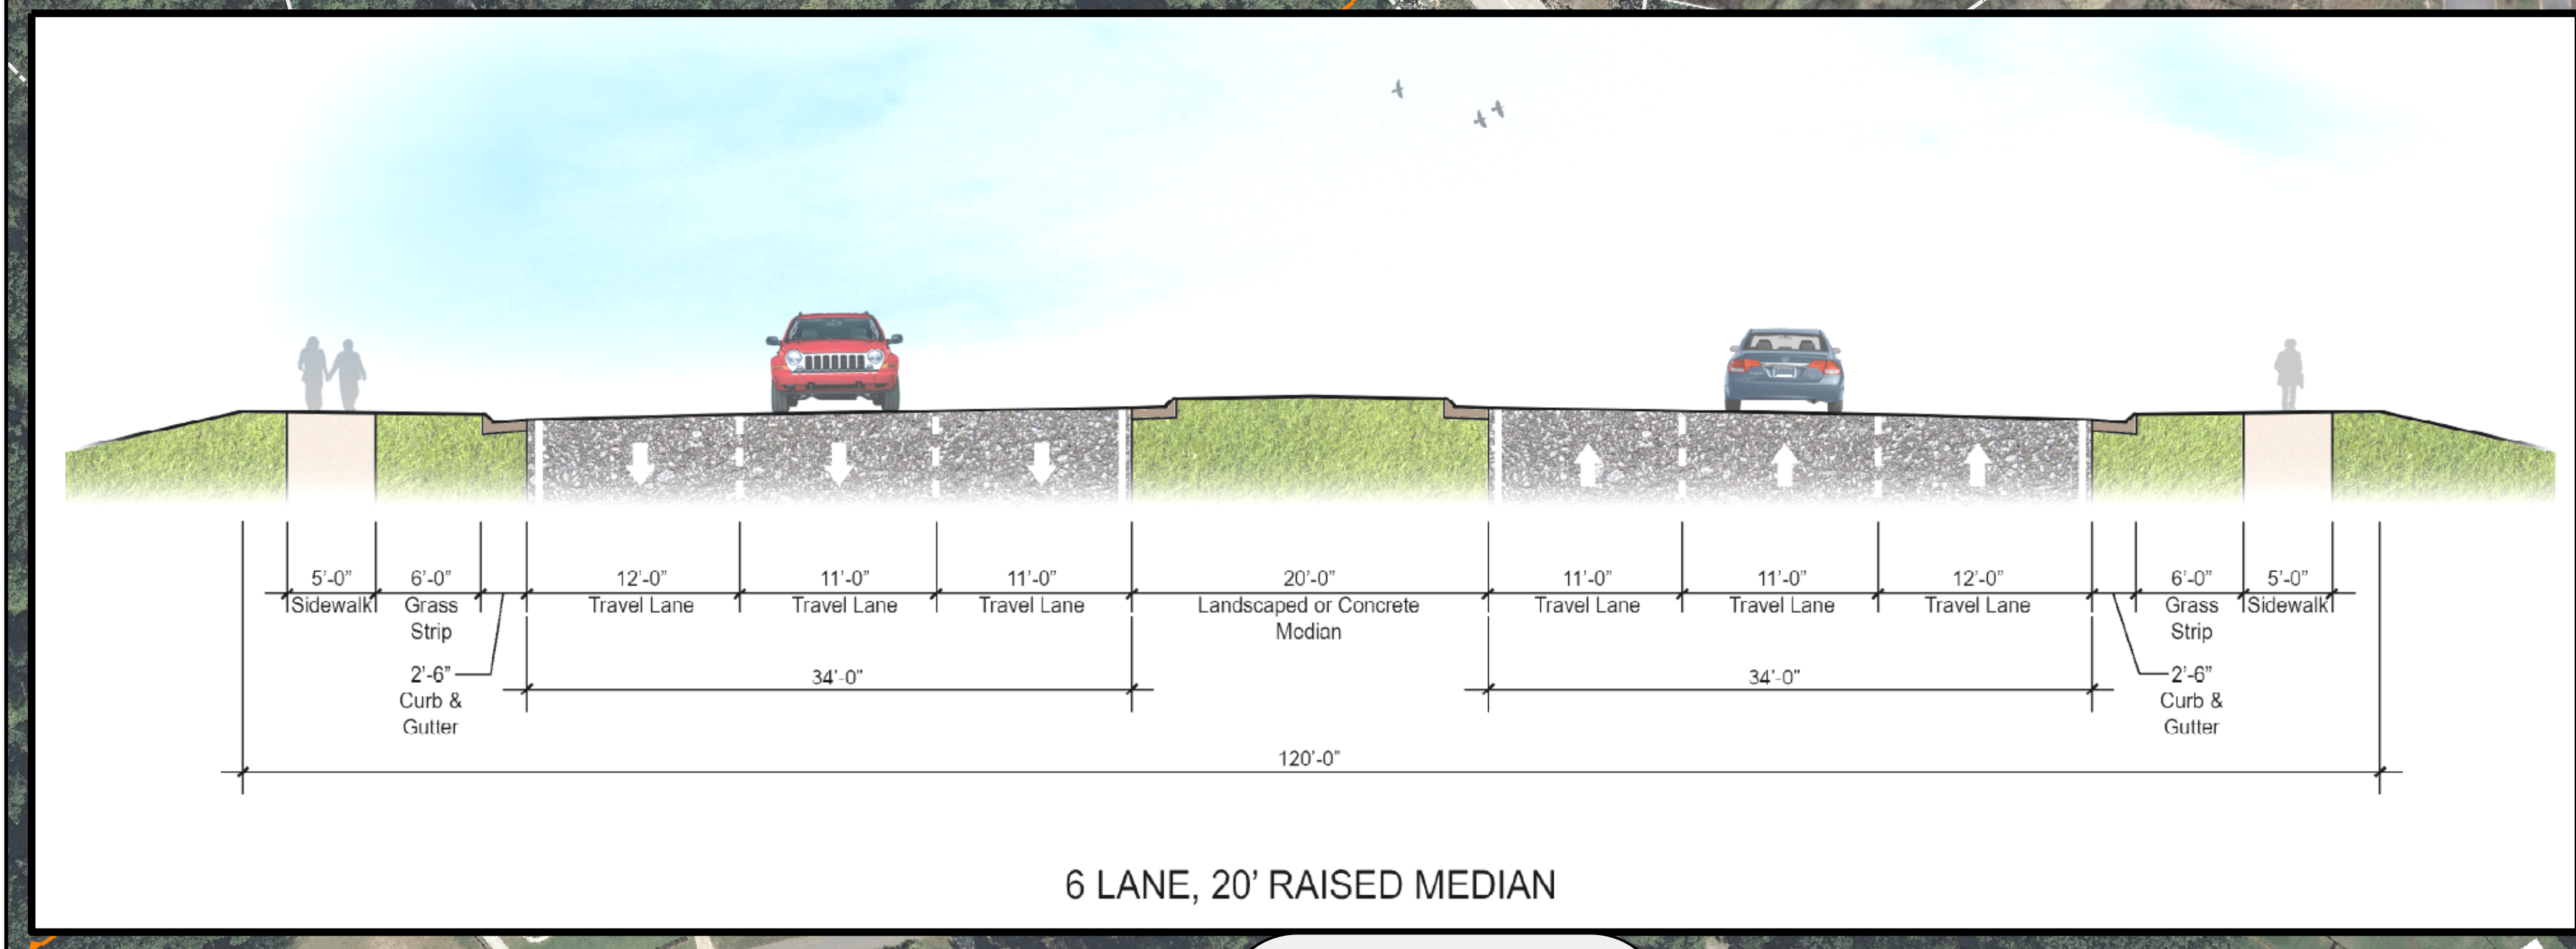 5'-0" 6'-0" 12'-0" 11'-0" 11'-0" 20'-0" 11'-0" 11'-0" 12'-0" 6'-0" 5'-0"
Sidewalk Grass Travel Lane Travel Lane Travel Lane Landscaped or Concrete Travel Lane Travel Lane Travel Lane Grass Sidewalk
Strip Median Strip
2'-6" 34'-0" 34'-0" 2'-6"
Curb & Curb &
Gutter Gutter
120'-0"
6 LANE, 20' RAISED MEDIAN